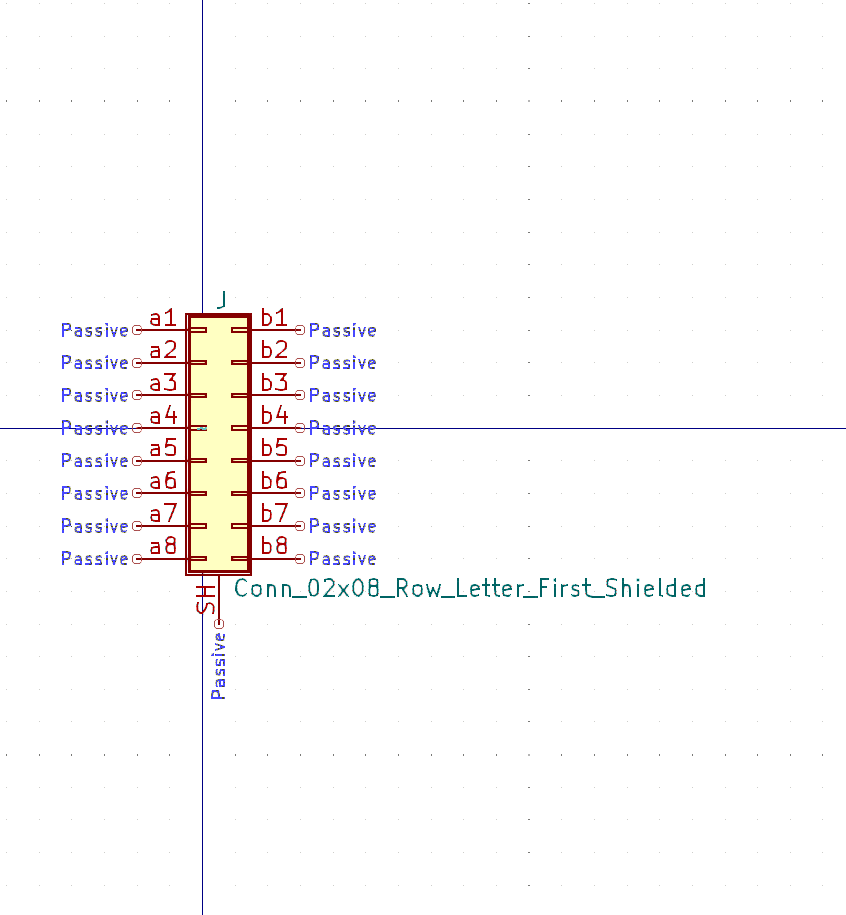 J
Passive a1 b1 Passive
Passive a2 b2 Passive
Passive a3 b3 Passive
Passive a4 b4 Passive
Passive a5 b5 Passive
Passive a6 b6 Passive
Passive a7 b7 Passive
Passive a8 b8 Passive
SH
Conn_02x08_Row_Letter_First_Shielded
Passive